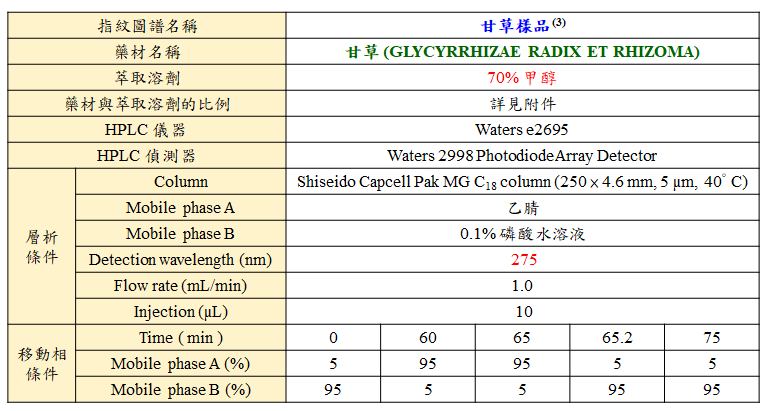 指紋圖譜名稱 甘草樣品(3)
藥材名稱 甘草 (GLYCYRRHIZAE RADIX ET RHIZOMA)
萃取溶劑 70% 甲醇
藥材與萃取溶劑的比例 詳見附件
HPLC 儀器 Waters e2695
HPLC 偵測器 Waters 2998 PhotodiodeArray Detector
層析條件
Column Shiseido Capcell Pak MG C18 column (250 x 4.6 mm, 5 μm, 40° C)
Mobile phase A 乙腈
Mobile phase B 0.1% 磷酸水溶液
Detection wavelength (nm) 275
Flow rate (mL/min) 1.0
Injection (μL) 10
移動相條件
Time ( min ) 0 60 65 65.2 75
Mobile phase A (%) 5 95 95 5 5
Mobile phase B (%) 95 5 5 95 95